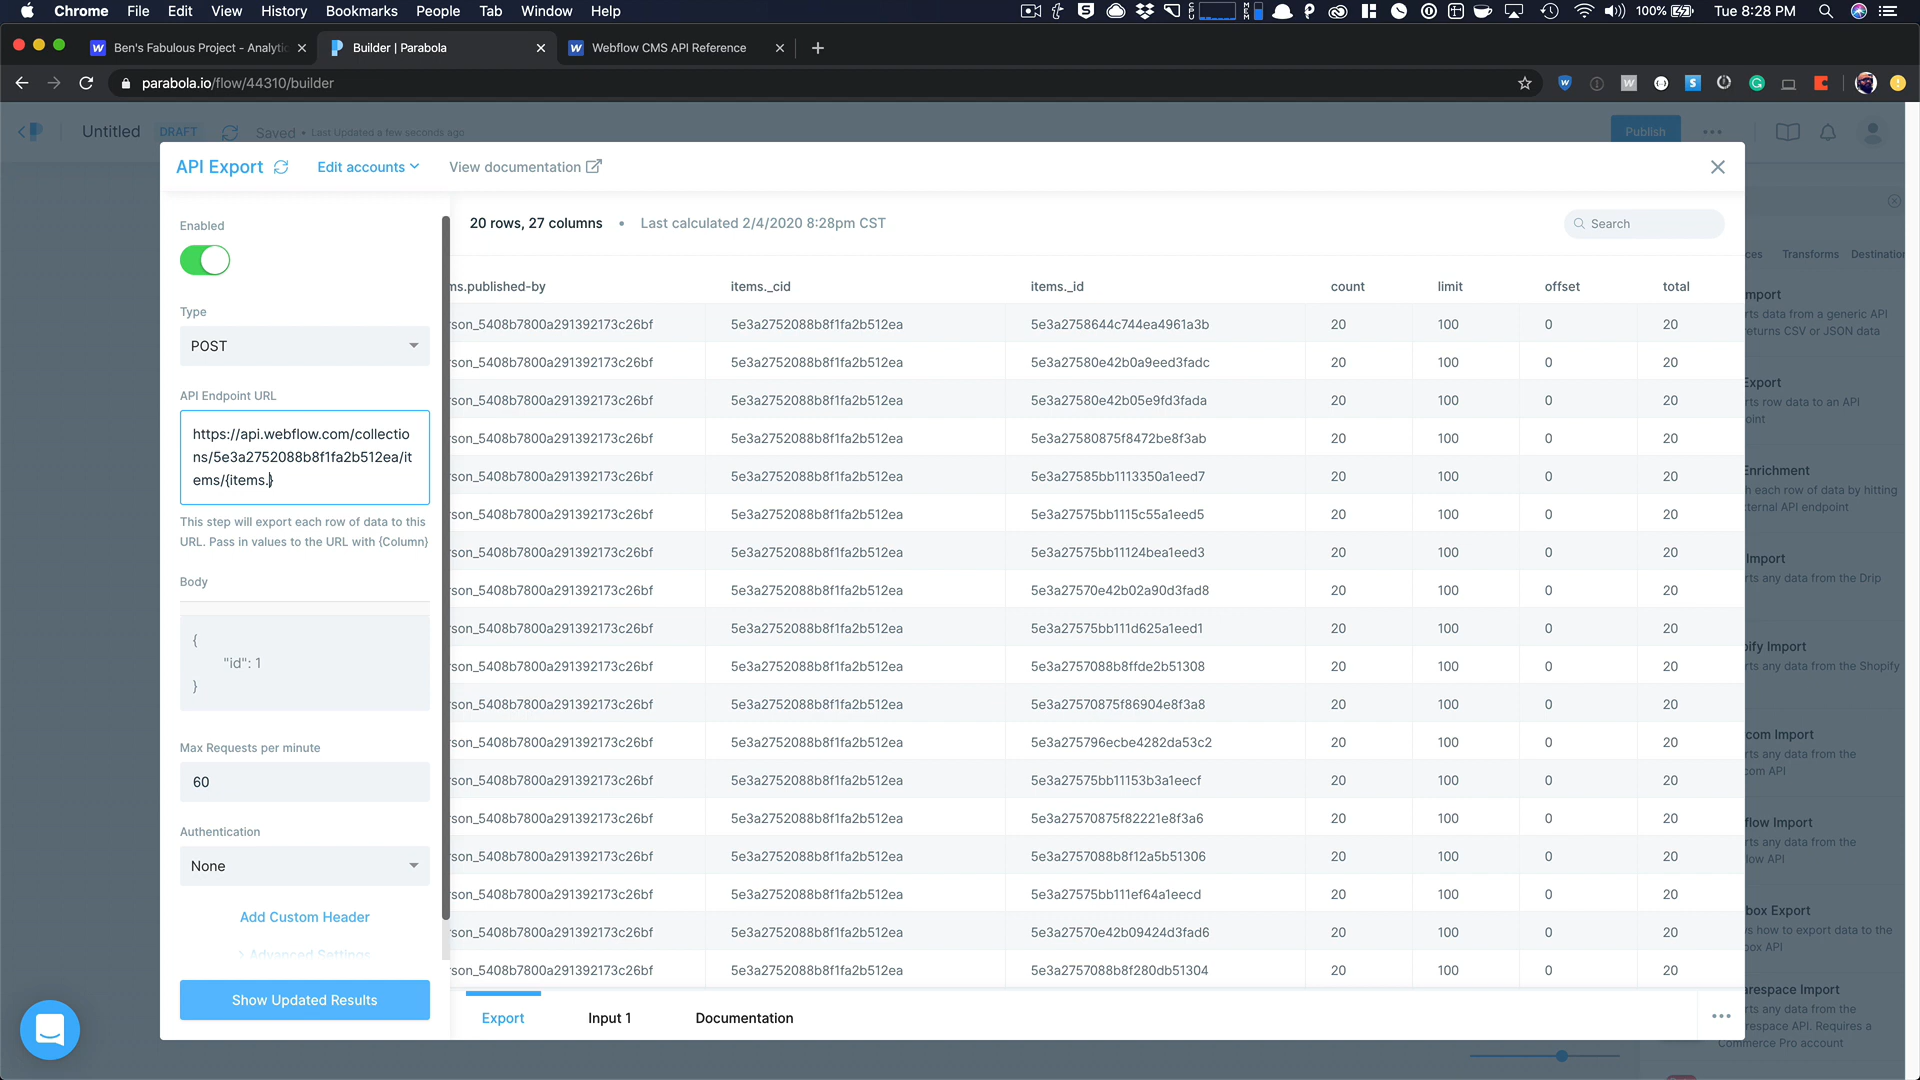 Chrome File Edit View History Bookmarks People Tab Window Help 100% Tue 8:28 PM
Ben's Fabulous Project - Analytic
Builder | Parabola
Webflow CMS API Reference
parabola.io/flow/44310/builder
Untitled DRAFT Saved • Last Updated a few seconds ago Publish
API Export Edit accounts View documentation
Enabled
Type
POST
API Endpoint URL
https://api.webflow.com/collectio
ns/5e3a2752088b8f1fa2b512ea/it
ems/{items.}
This step will export each row of data to this
URL. Pass in values to the URL with {Column}
Body
{
"id": 1
}
Max Requests per minute
60
Authentication
None
Add Custom Header
Advanced Settings
Show Updated Results
20 rows, 27 columns • Last calculated 2/4/2020 8:28pm CST Search
ms.published-by items._cid items._id count limit offset total
son_5408b7800a291392173c26bf 5e3a2752088b8f1fa2b512ea 5e3a2758644c744ea4961a3b 20 100 0 20
son_5408b7800a291392173c26bf 5e3a2752088b8f1fa2b512ea 5e3a27580e42b0a9eed3fadc 20 100 0 20
son_5408b7800a291392173c26bf 5e3a2752088b8f1fa2b512ea 5e3a27580e42b05e9fd3fada 20 100 0 20
son_5408b7800a291392173c26bf 5e3a2752088b8f1fa2b512ea 5e3a27580875f8472be8f3ab 20 100 0 20
son_5408b7800a291392173c26bf 5e3a2752088b8f1fa2b512ea 5e3a27585bb1113350a1eed7 20 100 0 20
son_5408b7800a291392173c26bf 5e3a2752088b8f1fa2b512ea 5e3a27575bb1115c55a1eed5 20 100 0 20
son_5408b7800a291392173c26bf 5e3a2752088b8f1fa2b512ea 5e3a27575bb11124bea1eed3 20 100 0 20
son_5408b7800a291392173c26bf 5e3a2752088b8f1fa2b512ea 5e3a27570e42b02a90d3fad8 20 100 0 20
son_5408b7800a291392173c26bf 5e3a2752088b8f1fa2b512ea 5e3a27575bb111d625a1eed1 20 100 0 20
son_5408b7800a291392173c26bf 5e3a2752088b8f1fa2b512ea 5e3a2757088b8ffde2b51308 20 100 0 20
son_5408b7800a291392173c26bf 5e3a2752088b8f1fa2b512ea 5e3a27570875f86904e8f3a8 20 100 0 20
son_5408b7800a291392173c26bf 5e3a2752088b8f1fa2b512ea 5e3a275796ecbe4282da53c2 20 100 0 20
son_5408b7800a291392173c26bf 5e3a2752088b8f1fa2b512ea 5e3a27575bb11153b3a1eecf 20 100 0 20
son_5408b7800a291392173c26bf 5e3a2752088b8f1fa2b512ea 5e3a27570875f82221e8f3a6 20 100 0 20
son_5408b7800a291392173c26bf 5e3a2752088b8f1fa2b512ea 5e3a2757088b8f12a5b51306 20 100 0 20
son_5408b7800a291392173c26bf 5e3a2752088b8f1fa2b512ea 5e3a27575bb111ef64a1eecd 20 100 0 20
son_5408b7800a291392173c26bf 5e3a2752088b8f1fa2b512ea 5e3a27570e42b09424d3fad6 20 100 0 20
son_5408b7800a291392173c26bf 5e3a2752088b8f1fa2b512ea 5e3a2757088b8f280db51304 20 100 0 20
Export Input 1 Documentation
ces Transforms Destination
mport
rts data from a generic API
eturns CSV or JSON data
Export
rts row data to an API
oint
Enrichment
h each row of data by hitting
ternal API endpoint
Import
rts any data from the Drip
ify Import
rts any data from the Shopify
com Import
rts any data from the
com API
flow Import
rts any data from the
low API
box Export
s how to export data to the
box API
respace Import
rts any data from the
respace API. Requires a
Commerce Pro account